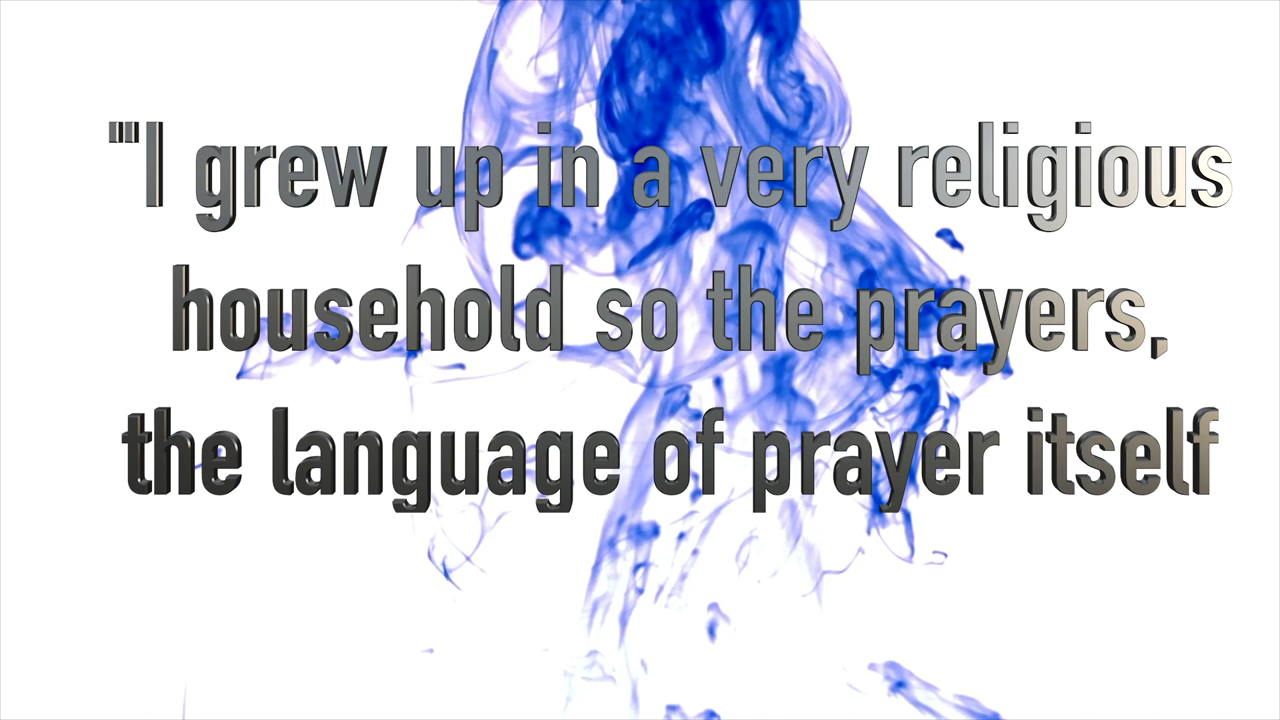 "'I grew up in a very religious
household so the prayers,
the language of prayer itself